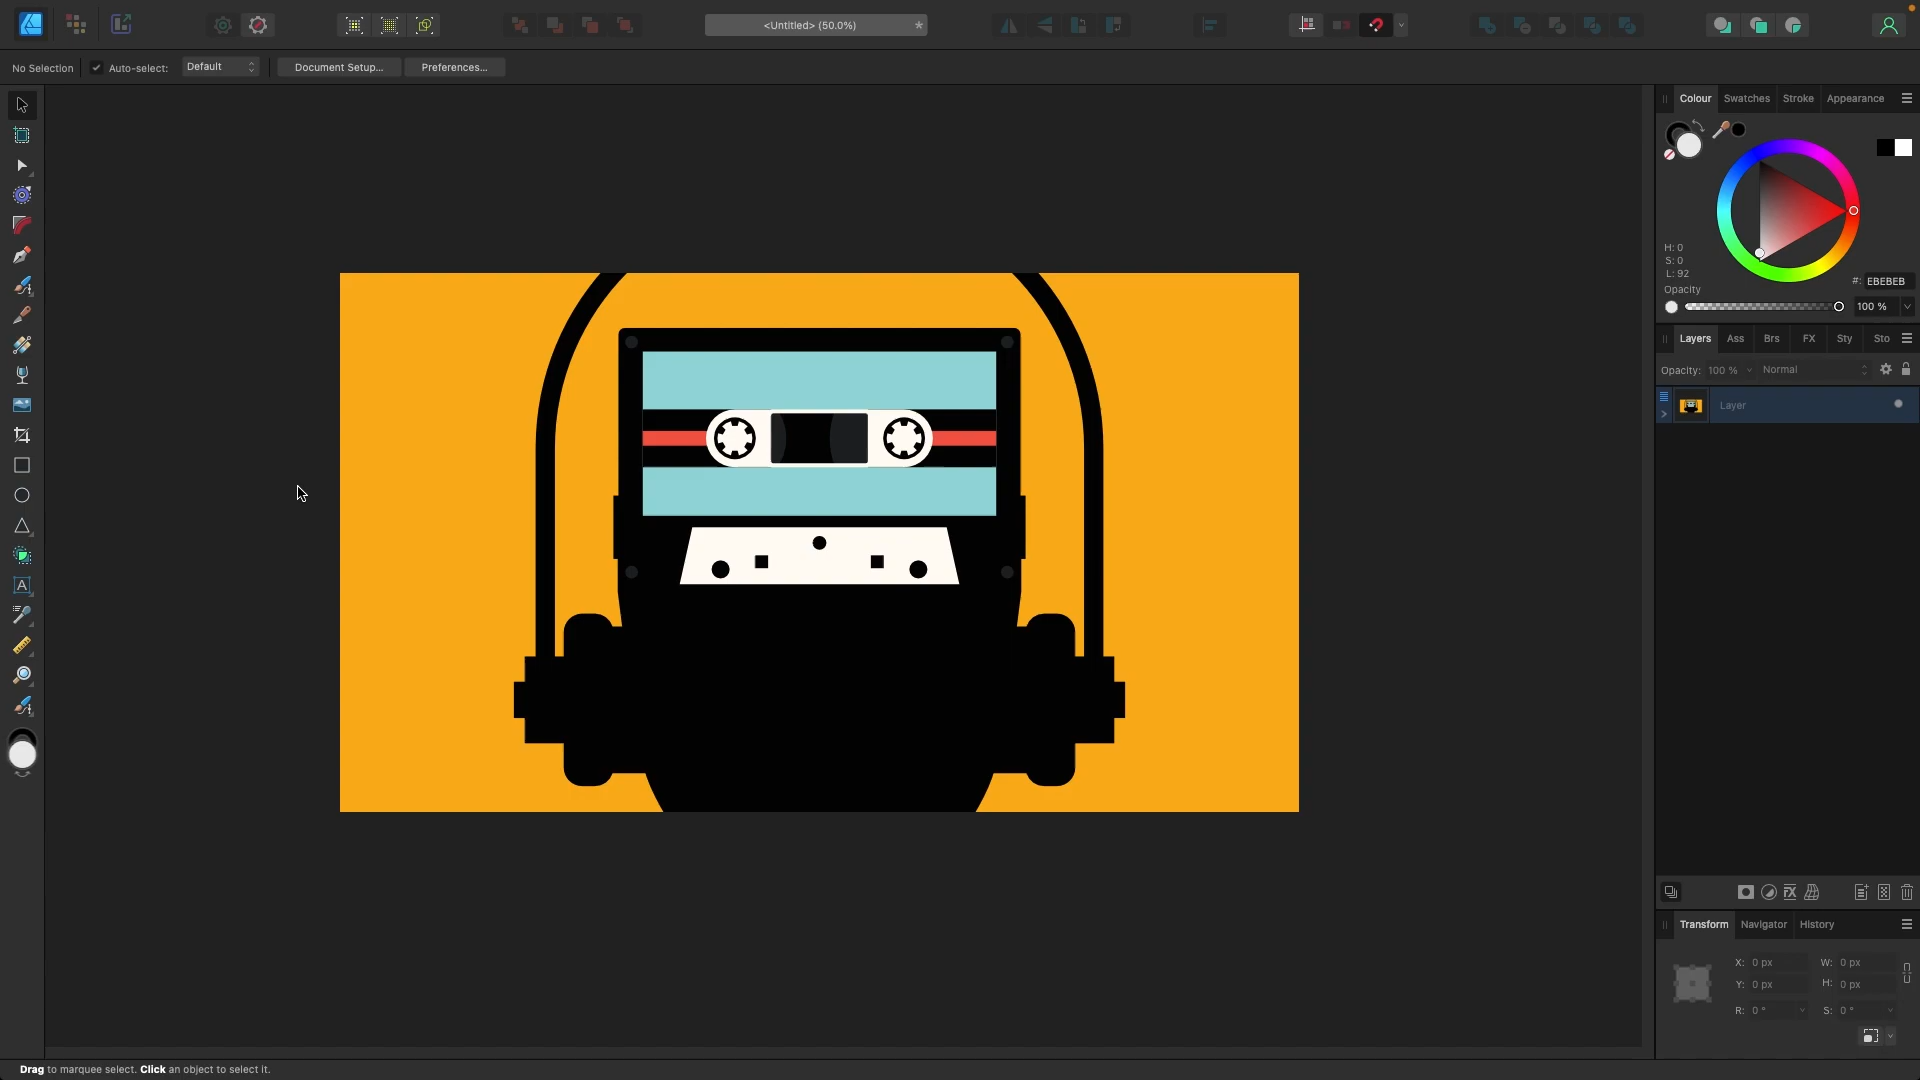 <Untitled> (50.0%)
*
No Selection
Auto-select:
Default
Document Setup...
Preferences...
Colour
Swatches
Stroke
Appearance
H: 0
S: 0
L: 92
#: EBEBEB
Opacity
100 %
Layers
Ass
Brs
FX
Sty
Sto
Opacity: 100 %
Normal
Layer
Transform
Navigator
History
X: 0 px
W: 0 px
Y: 0 px
H: 0 px
R: 0 °
S: 0 °
Drag to marquee select. Click an object to select it.